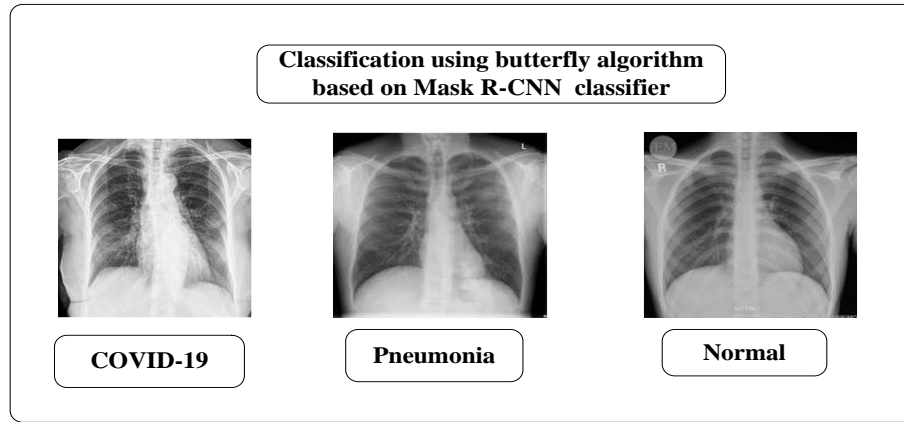 Classification using butterfly algorithm
based on Mask R-CNN classifier
L
R
COVID-19
Pneumonia
Normal